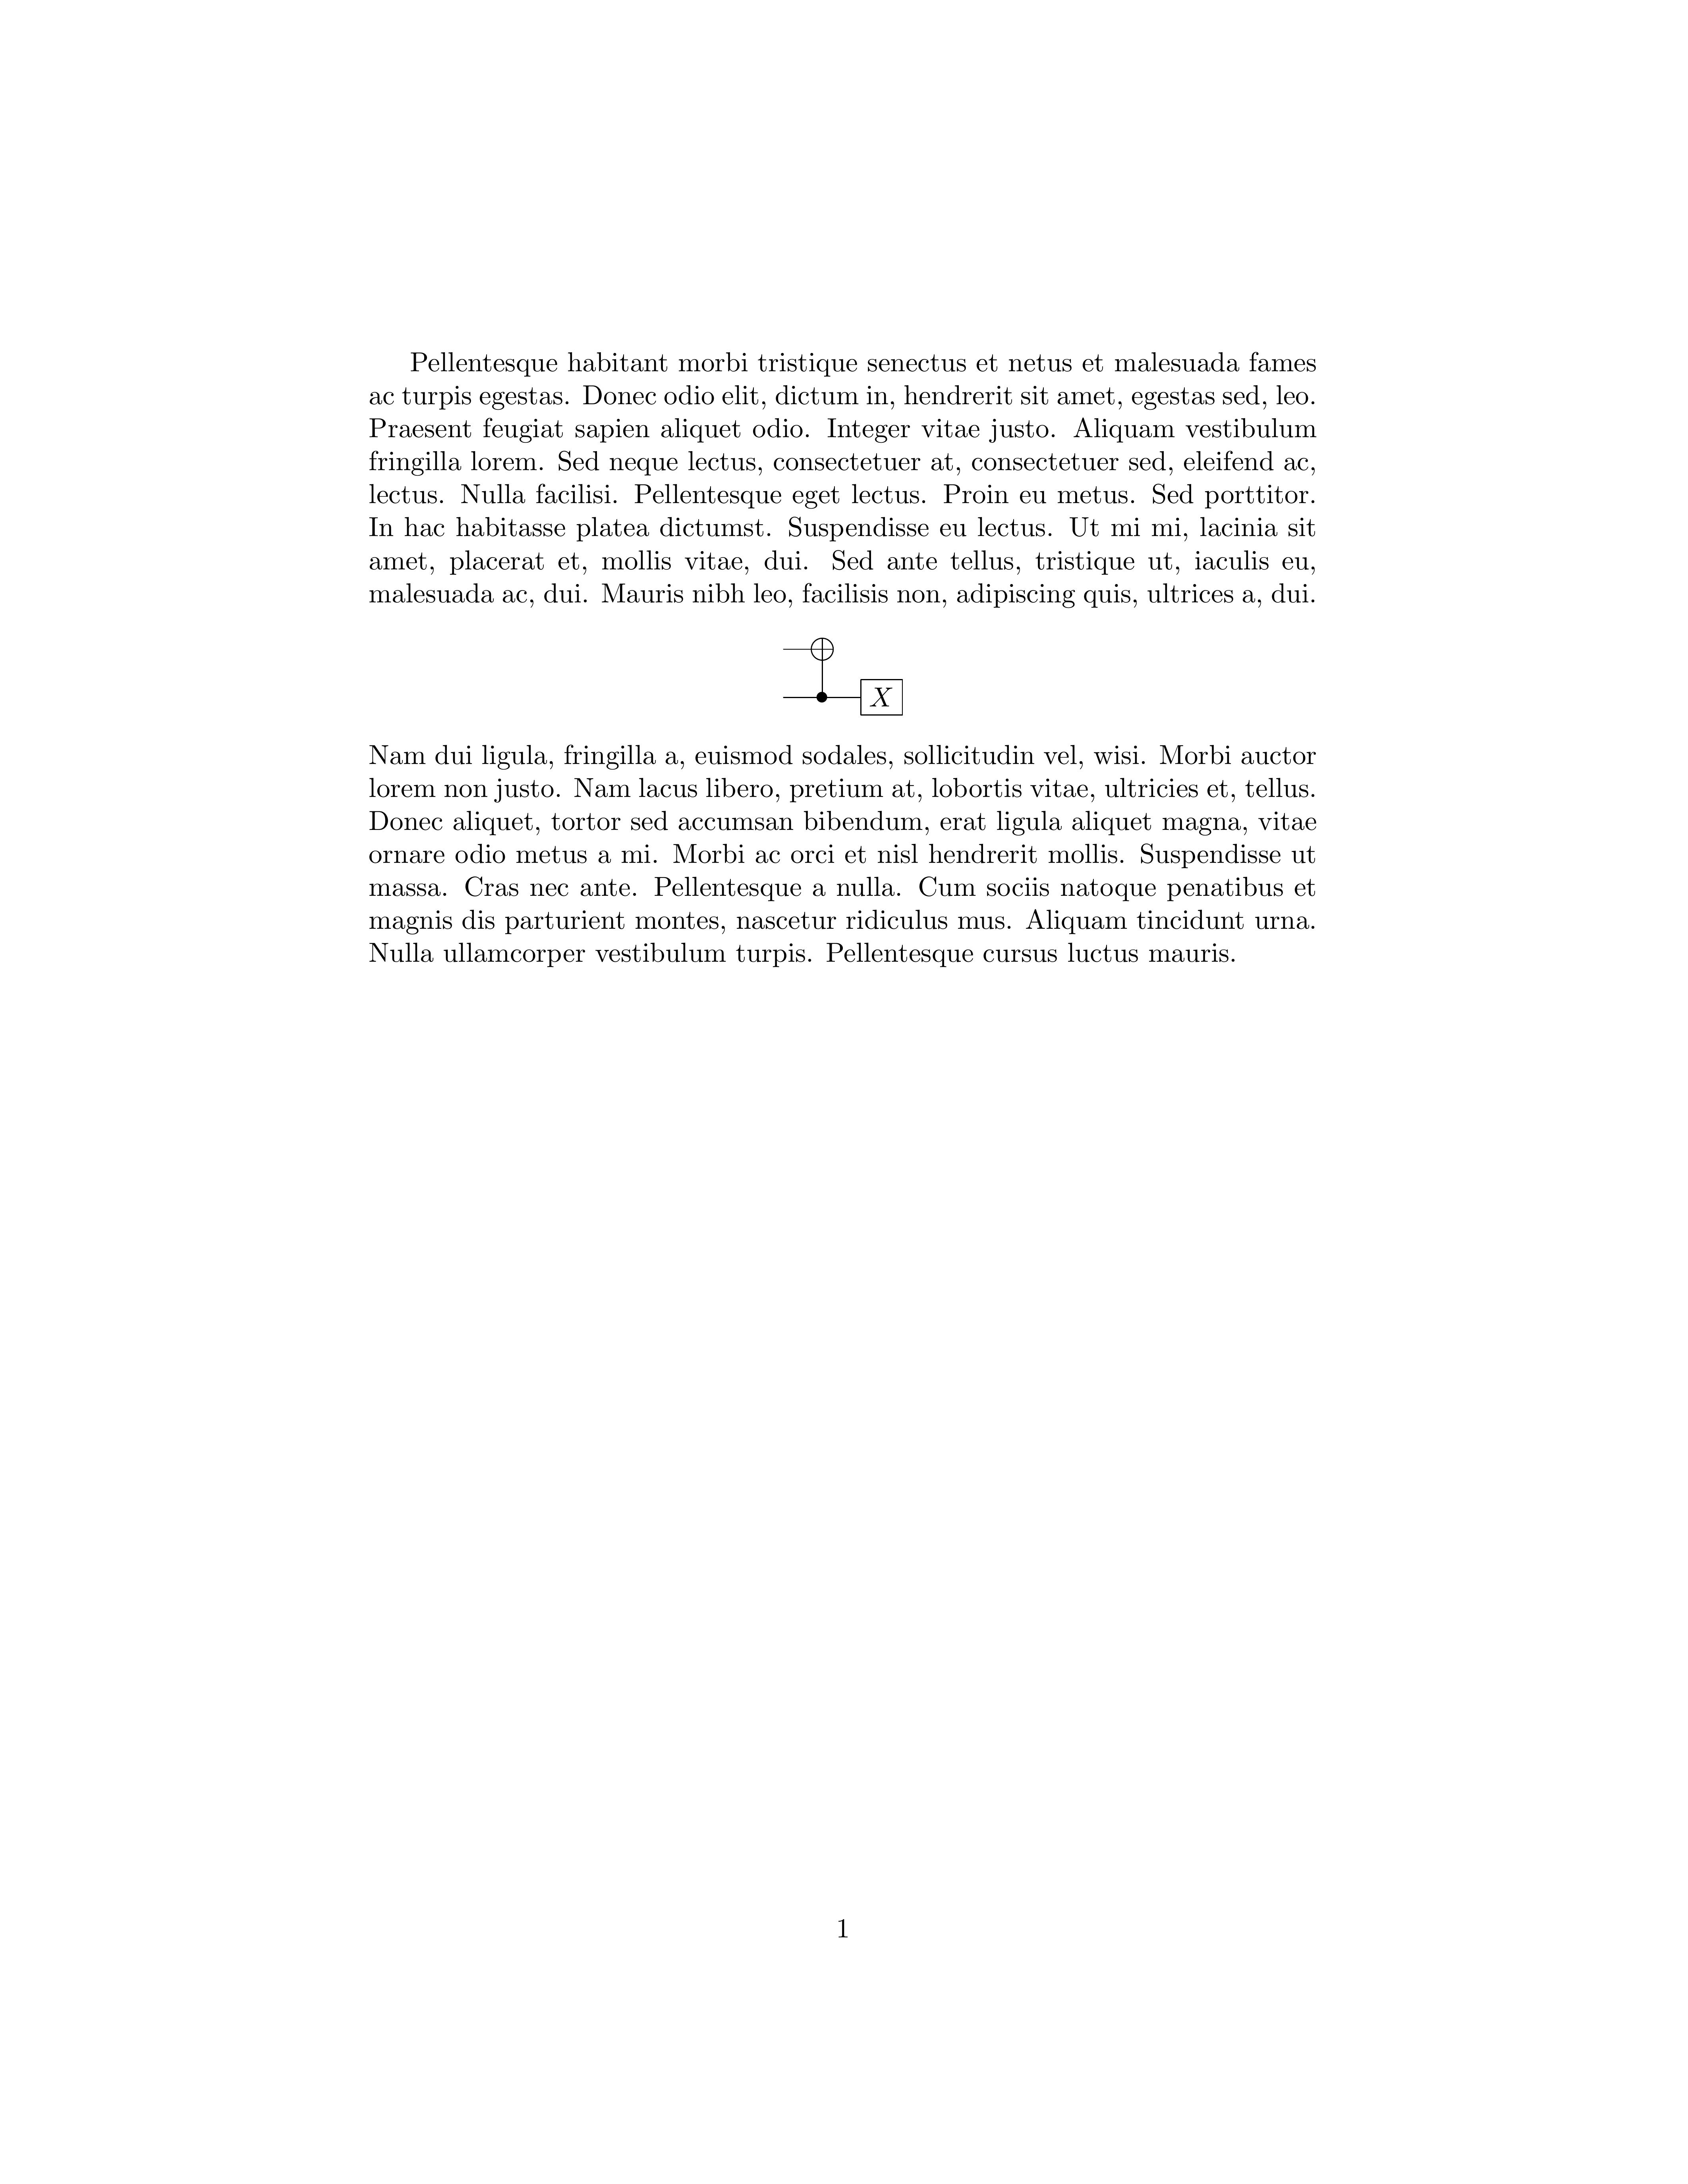 Pellentesque habitant morbi tristique senectus et netus et malesuada fames
ac turpis egestas. Donec odio elit, dictum in, hendrerit sit amet, egestas sed, leo.
Praesent feugiat sapien aliquet odio. Integer vitae justo. Aliquam vestibulum
fringilla lorem. Sed neque lectus, consectetuer at, consectetuer sed, eleifend ac,
lectus. Nulla facilisi. Pellentesque eget lectus. Proin eu metus. Sed porttitor.
In hac habitasse platea dictumst. Suspendisse eu lectus. Ut mi mi, lacinia sit
amet, placerat et, mollis vitae, dui. Sed ante tellus, tristique ut, iaculis eu,
malesuada ac, dui. Mauris nibh leo, facilisis non, adipiscing quis, ultrices a, dui.
X
Nam dui ligula, fringilla a, euismod sodales, sollicitudin vel, wisi. Morbi auctor
lorem non justo. Nam lacus libero, pretium at, lobortis vitae, ultricies et, tellus.
Donec aliquet, tortor sed accumsan bibendum, erat ligula aliquet magna, vitae
ornare odio metus a mi. Morbi ac orci et nisl hendrerit mollis. Suspendisse ut
massa. Cras nec ante. Pellentesque a nulla. Cum sociis natoque penatibus et
magnis dis parturient montes, nascetur ridiculus mus. Aliquam tincidunt urna.
Nulla ullamcorper vestibulum turpis. Pellentesque cursus luctus mauris.
1